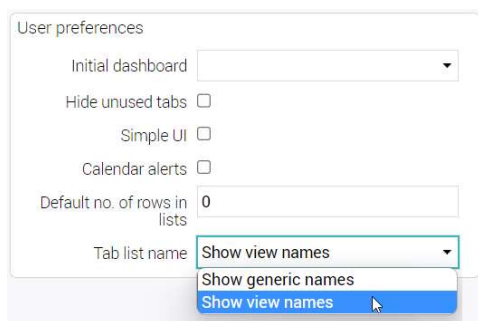 User preferences
Initial dashboard
Hide unused tabs
Simple UI
Calendar alerts
Default no. of rows in
lists
0
Tab list name
Show view names
Show generic names
Show view names